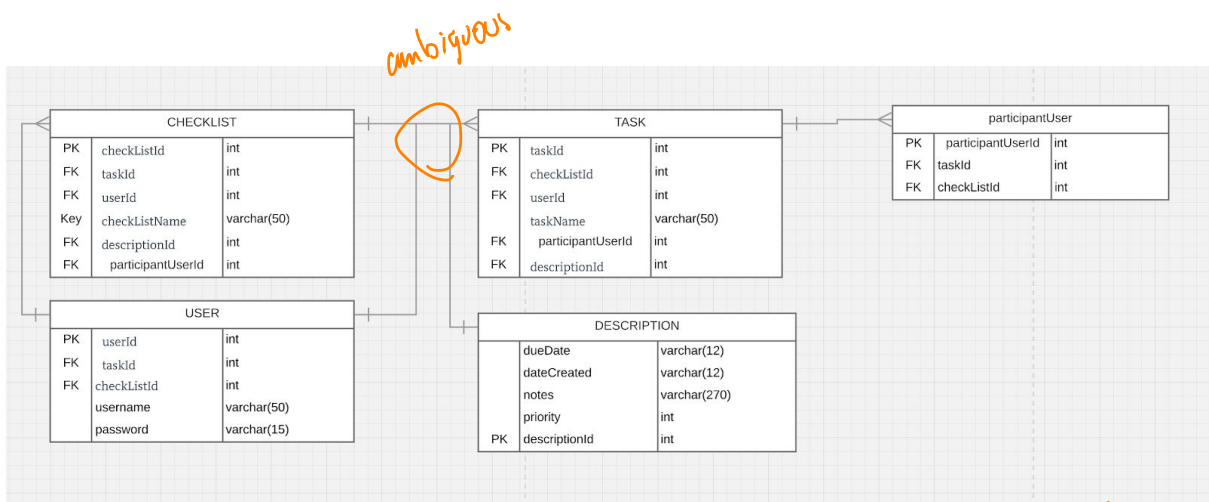 ambiguous
CHECKLIST
PK checkListId int
FK taskId int
FK userId int
Key checkListName varchar(50)
FK descriptionId int
FK participantUserId int
TASK
PK taskId int
FK checkListId int
FK userId int
taskName varchar(50)
FK participantUserId int
FK descriptionId int
participantUser
PK participantUserId int
FK taskId int
FK checkListId int
USER
PK userId int
FK taskId int
FK checkListId int
username varchar(50)
password varchar(15)
DESCRIPTION
dueDate varchar(12)
dateCreated varchar(12)
notes varchar(270)
priority int
PK descriptionId int